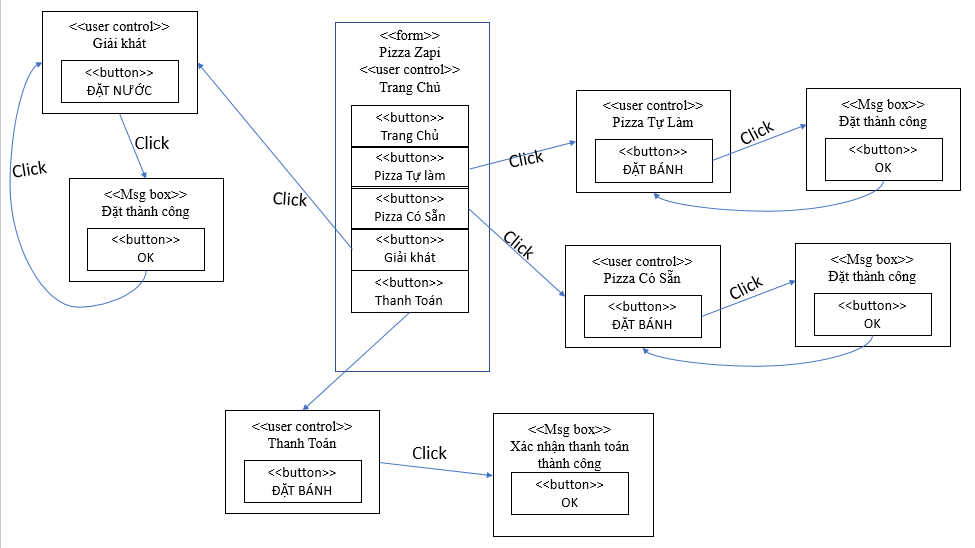 <<user control>>
Giải khát
<<button>>
ĐẶT NƯỚC
Click
Click
<<Msg box>>
Đặt thành công
<<button>>
OK
<<form>>
Pizza Zapi
<<user control>>
Trang Chủ
<<button>>
Trang Chủ
<<button>>
Pizza Tự làm
<<button>>
Pizza Có Sẵn
<<button>>
Giải khát
<<button>>
Thanh Toán
Click
Click
Click
<<user control>>
Pizza Tự Làm
<<button>>
ĐẶT BÁNH
Click
<<Msg box>>
Đặt thành công
<<button>>
OK
<<user control>>
Pizza Có Sẵn
<<button>>
ĐẶT BÁNH
Click
<<Msg box>>
Đặt thành công
<<button>>
OK
<<user control>>
Thanh Toán
<<button>>
ĐẶT BÁNH
Click
<<Msg box>>
Xác nhận thanh toán
thành công
<<button>>
OK